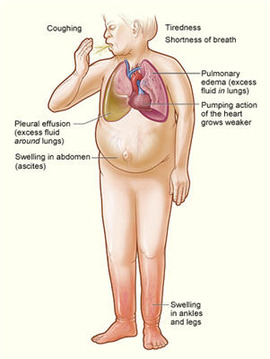 Coughing
Tiredness
Shortness of breath
Pulmonary
edema (excess
fluid in lungs)
Pumping action
of the heart
grows weaker
Pleural effusion
(excess fluid
around lungs)
Swelling in abdomen
(ascites)
Swelling
in ankles
and legs